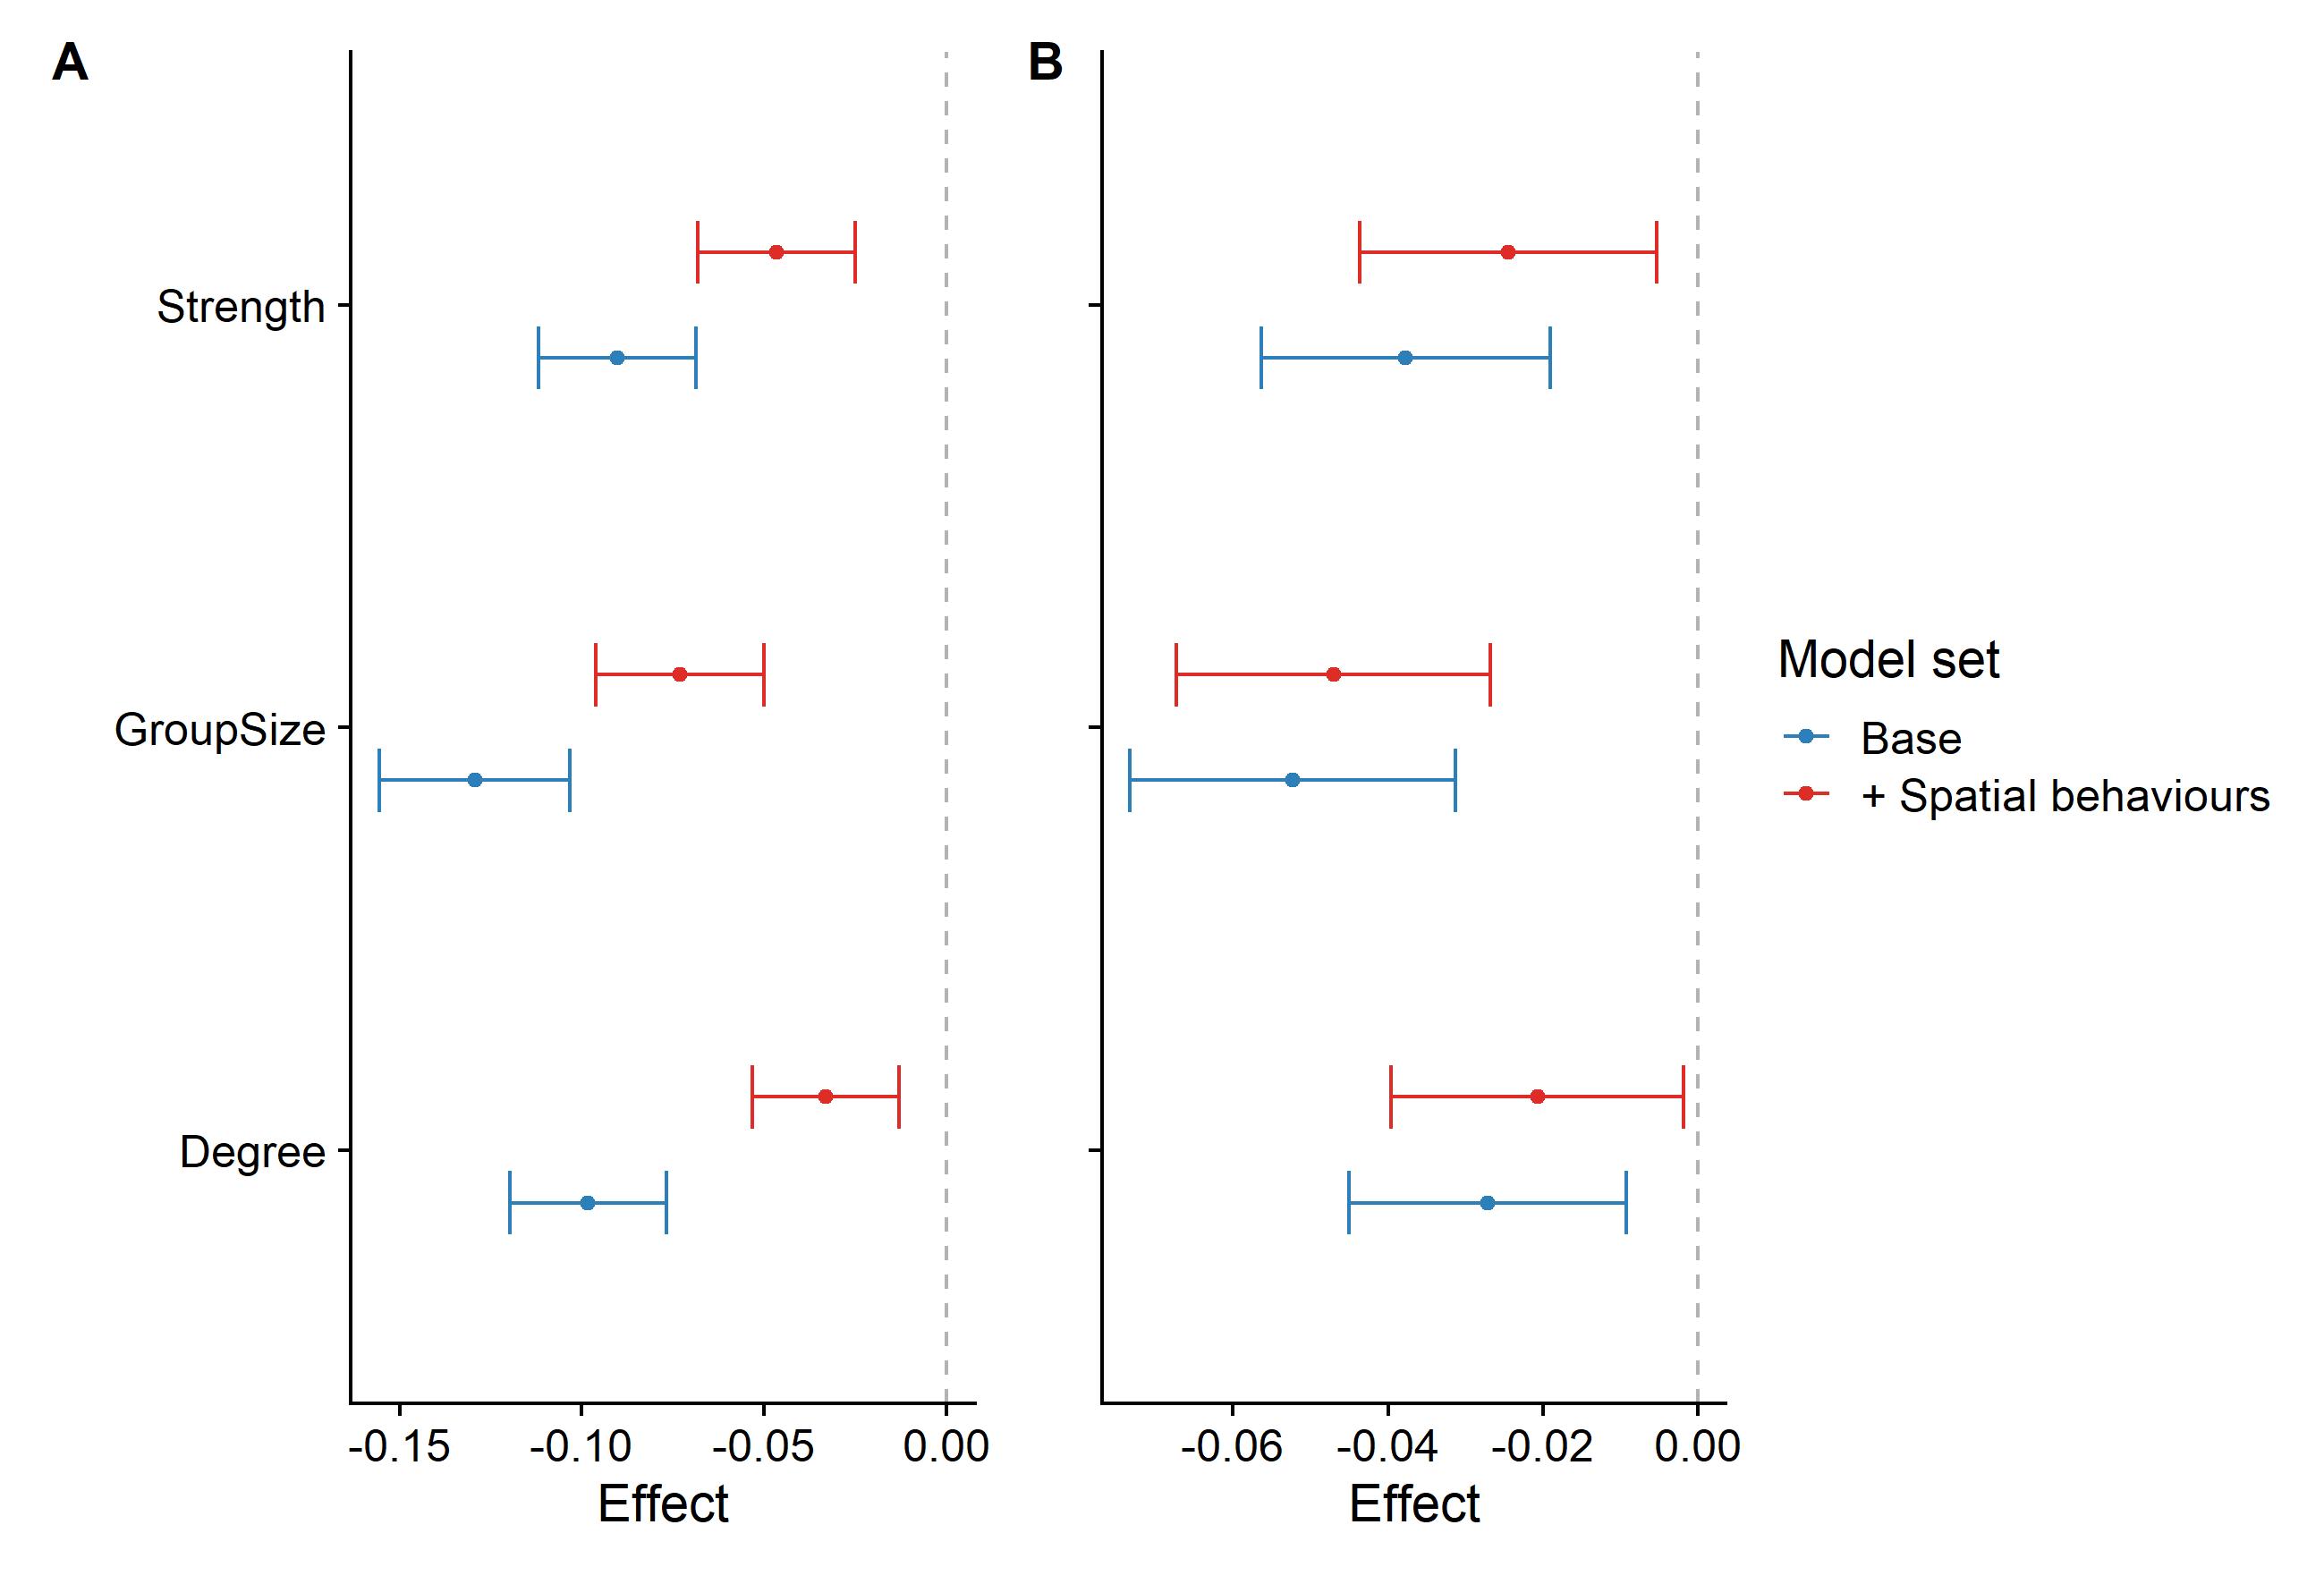 A
B
Strength
GroupSize
Degree
-0.15 -0.10 -0.05 0.00
Effect
-0.06 -0.04 -0.02 0.00
Effect
Model set
Base
+ Spatial behaviours